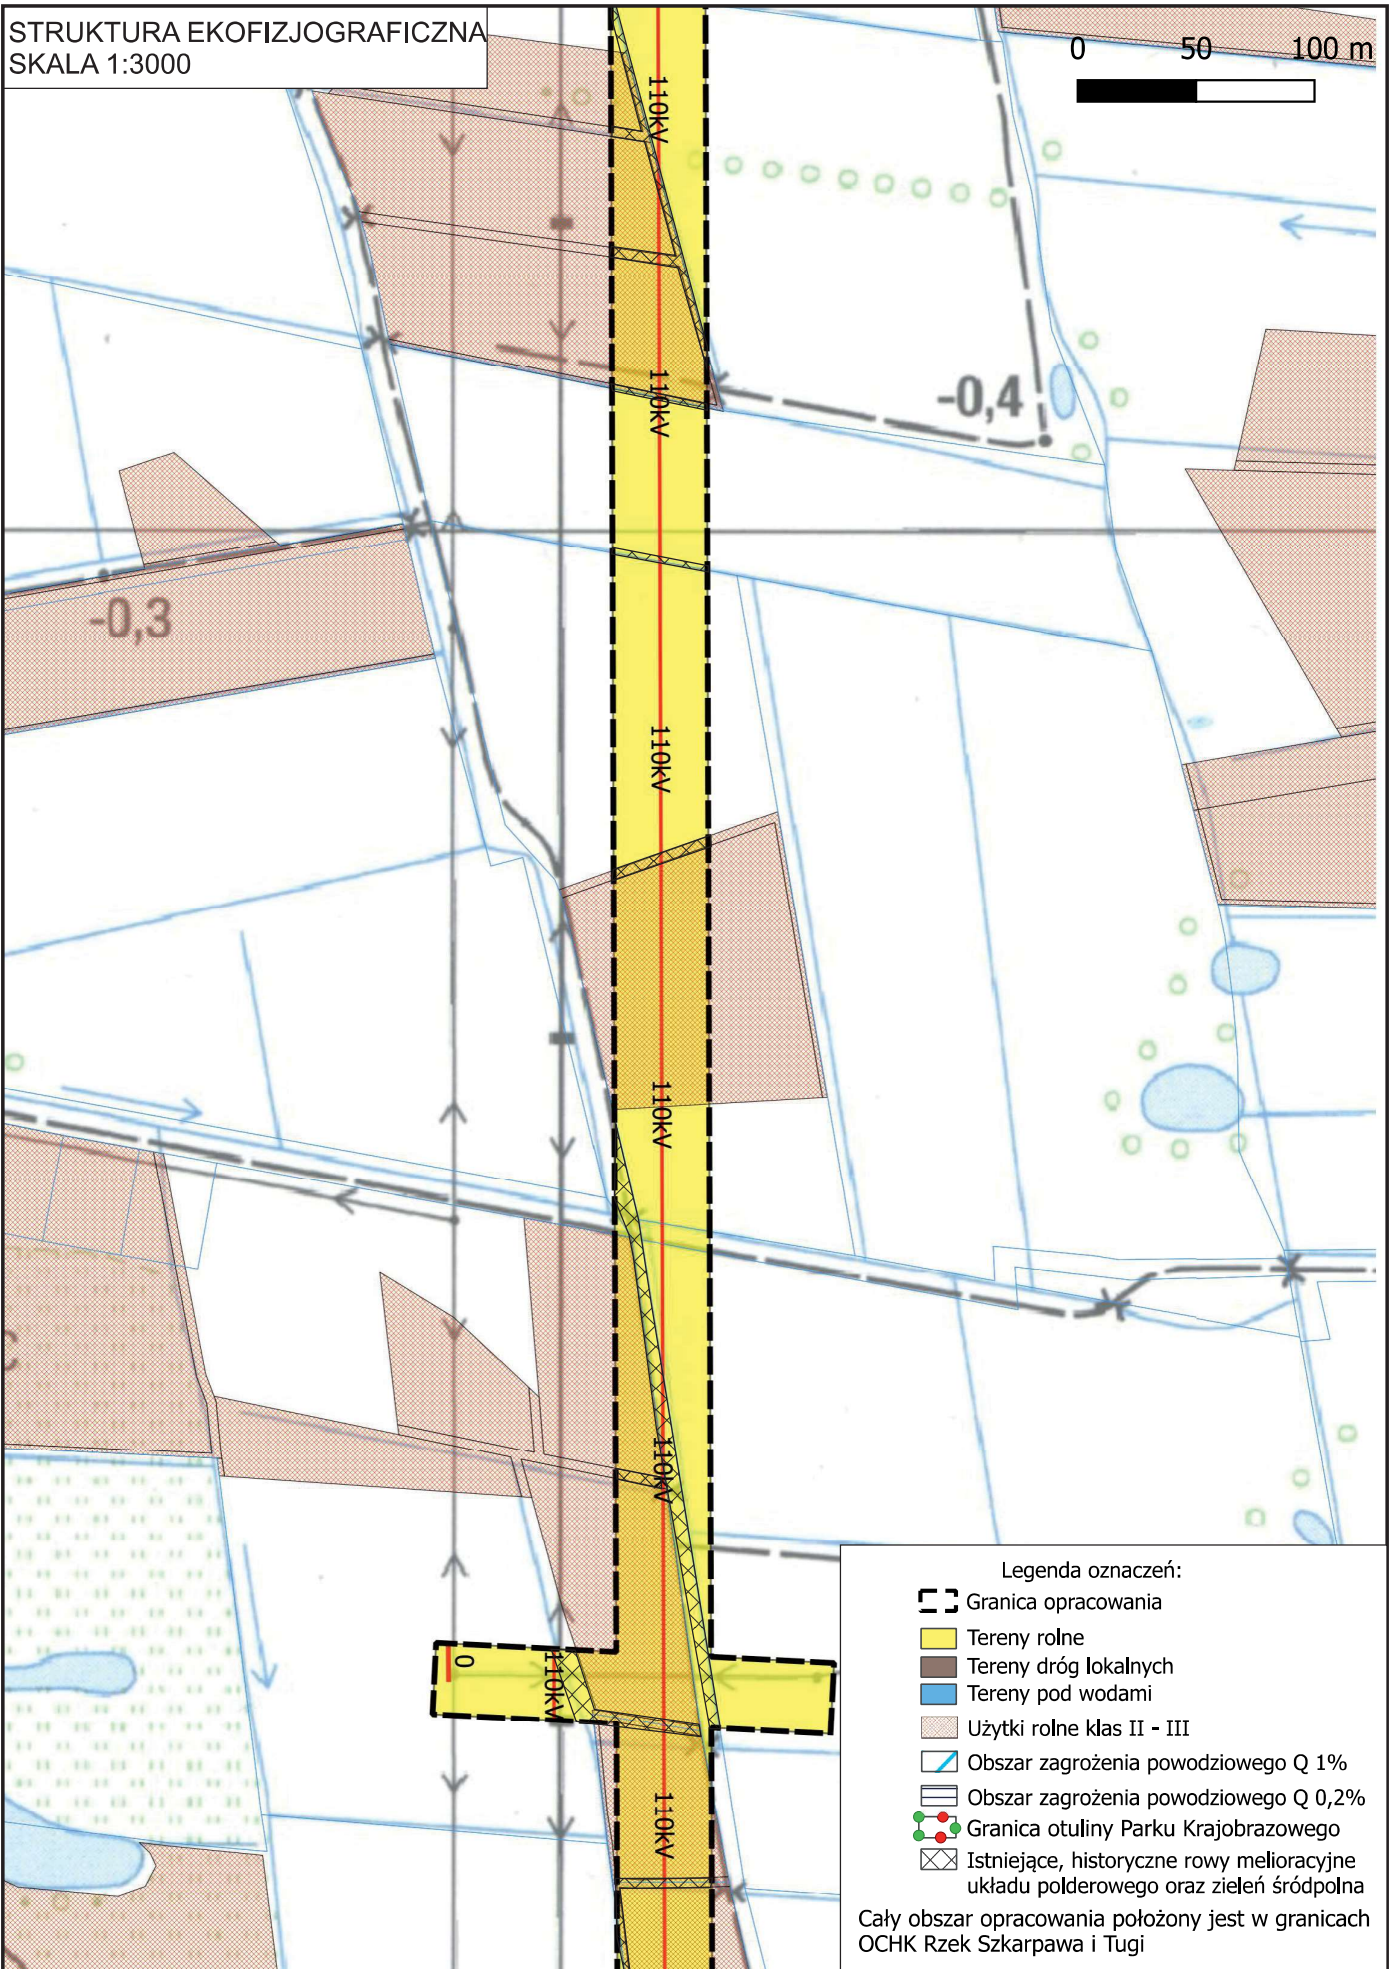 STRUKTURA EKOFIZJOGRAFICZNA
SKALA 1:3000
0 50 100 m
110kV
110kV
-0,4
-0,3
110kV
110kV
110kV
0
110kV
110kV
Legenda oznaczeń:
Granica opracowania
Tereny rolne
Tereny dróg lokalnych
Tereny pod wodami
Użytki rolne klas II - III
Obszar zagrożenia powodziowego Q 1%
Obszar zagrożenia powodziowego Q 0,2%
Granica otuliny Parku Krajobrazowego
Istniejące, historyczne rowy melioracyjne
układu polderowego oraz zieleń śródpolna
Cały obszar opracowania położony jest w granicach
OCHK Rzek Szkarpawa i Tugi